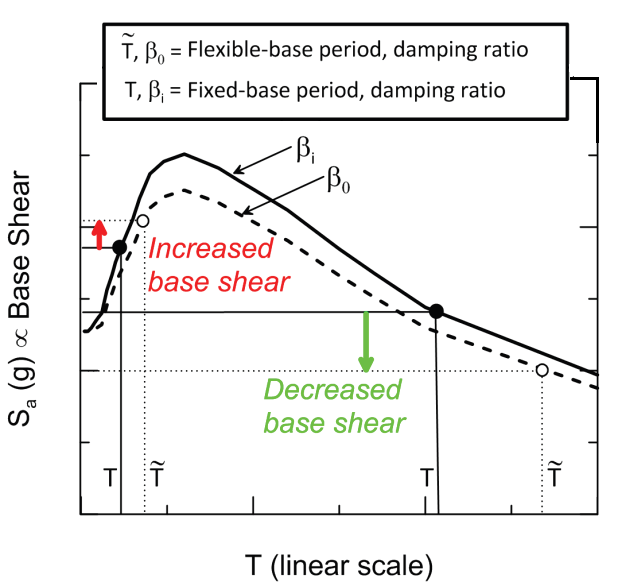 T̃, β₀ = Flexible-base period, damping ratio
T, βᵢ = Fixed-base period, damping ratio
βᵢ
β₀
Increased
base shear
Decreased
base shear
T T̃ T T̃
Sₐ (g) ∝ Base Shear
T (linear scale)